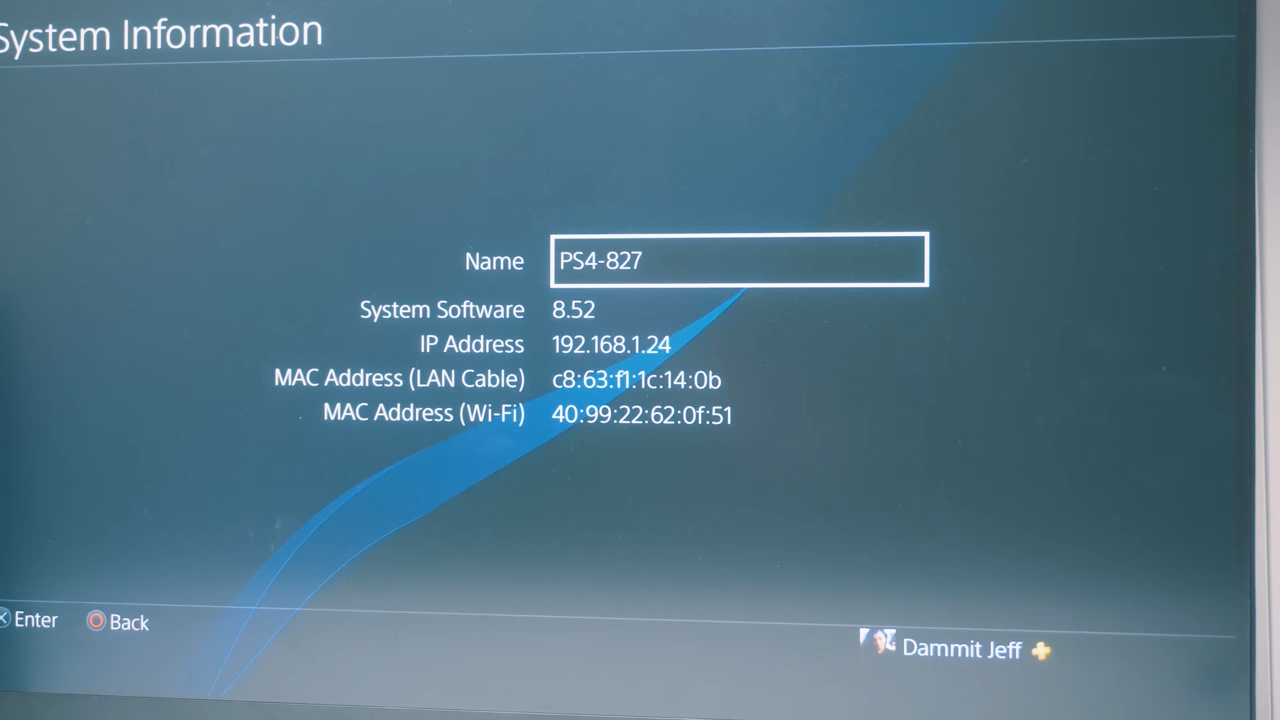 System Information
Name PS4-827
System Software 8.52
IP Address 192.168.1.24
MAC Address (LAN Cable) c8:63:f1:1c:14:0b
MAC Address (Wi-Fi) 40:99:22:62:0f:51
Enter Back
Dammit Jeff